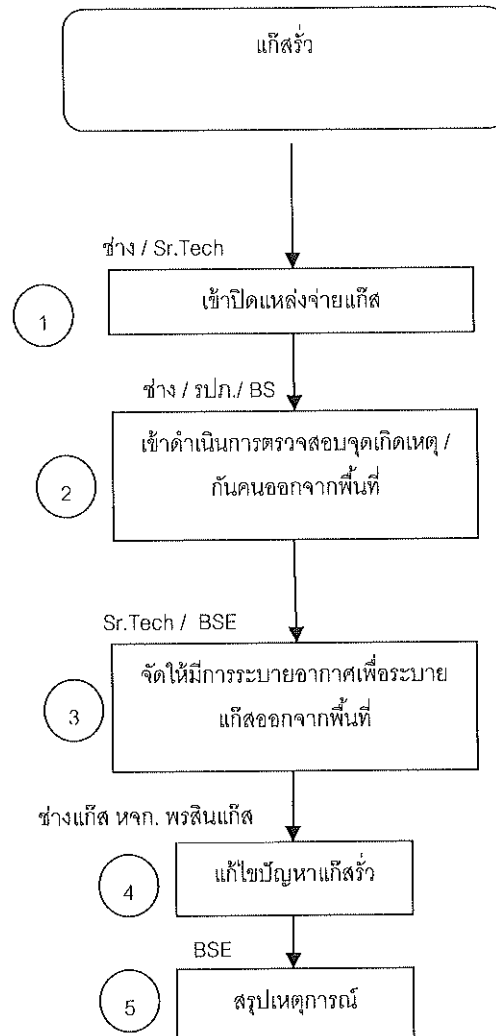 แก๊สรั่ว
ช่าง / Sr.Tech
1
เข้าปิดแหล่งจ่ายแก๊ส
ช่าง / รปภ./ BS
2
เข้าดำเนินการตรวจสอบจุดเกิดเหตุ /
กันคนออกจากพื้นที่
Sr.Tech / BSE
3
จัดให้มีการระบายอากาศเพื่อระบาย
แก๊สออกจากพื้นที่
ช่างแก๊ส หจก. พรสินแก๊ส
4
แก้ไขปัญหาแก๊สรั่ว
BSE
5
สรุปเหตุการณ์